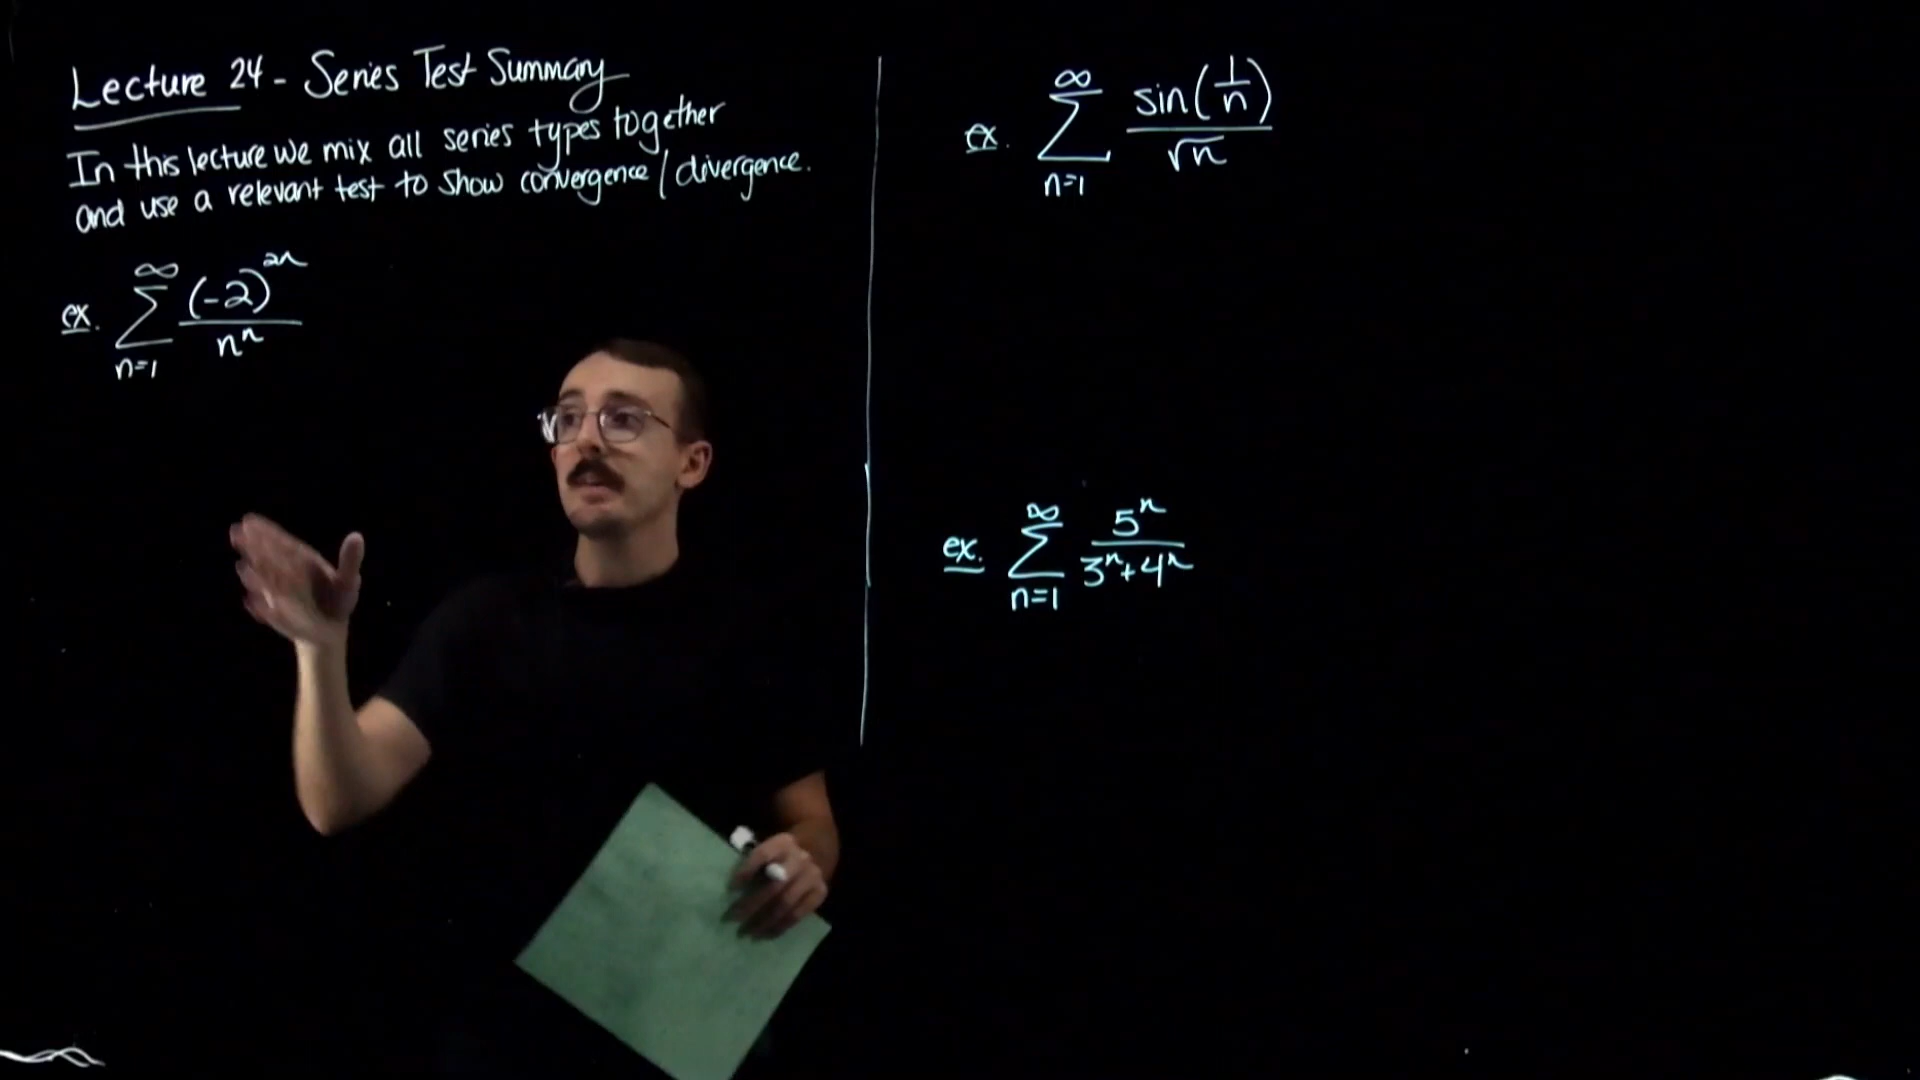 Lecture 24 - Series Test Summary
In this lecture we mix all series types together
and use a relevant test to show convergence / divergence.
ex. ∑_{n=1}^{∞} (-2)^{2n} / n^n
ex. ∑_{n=1}^{∞} sin(1/n) / √n
ex. ∑_{n=1}^{∞} 5^n / (3^n + 4^n)